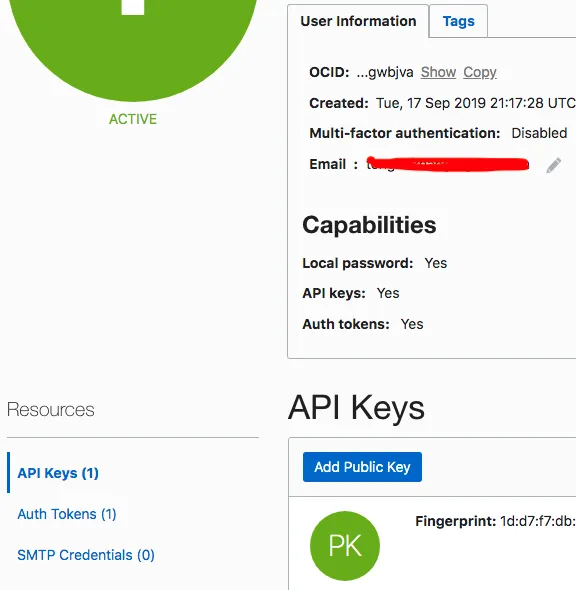 User Information Tags
OCID: ...gwbjva Show Copy
Created: Tue, 17 Sep 2019 21:17:28 UTC
ACTIVE
Multi-factor authentication: Disabled
Email :
Capabilities
Local password: Yes
API keys: Yes
Auth tokens: Yes
Resources
API Keys (1)
Auth Tokens (1)
SMTP Credentials (0)
API Keys
Add Public Key
PK
Fingerprint: 1d:d7:f7:db: